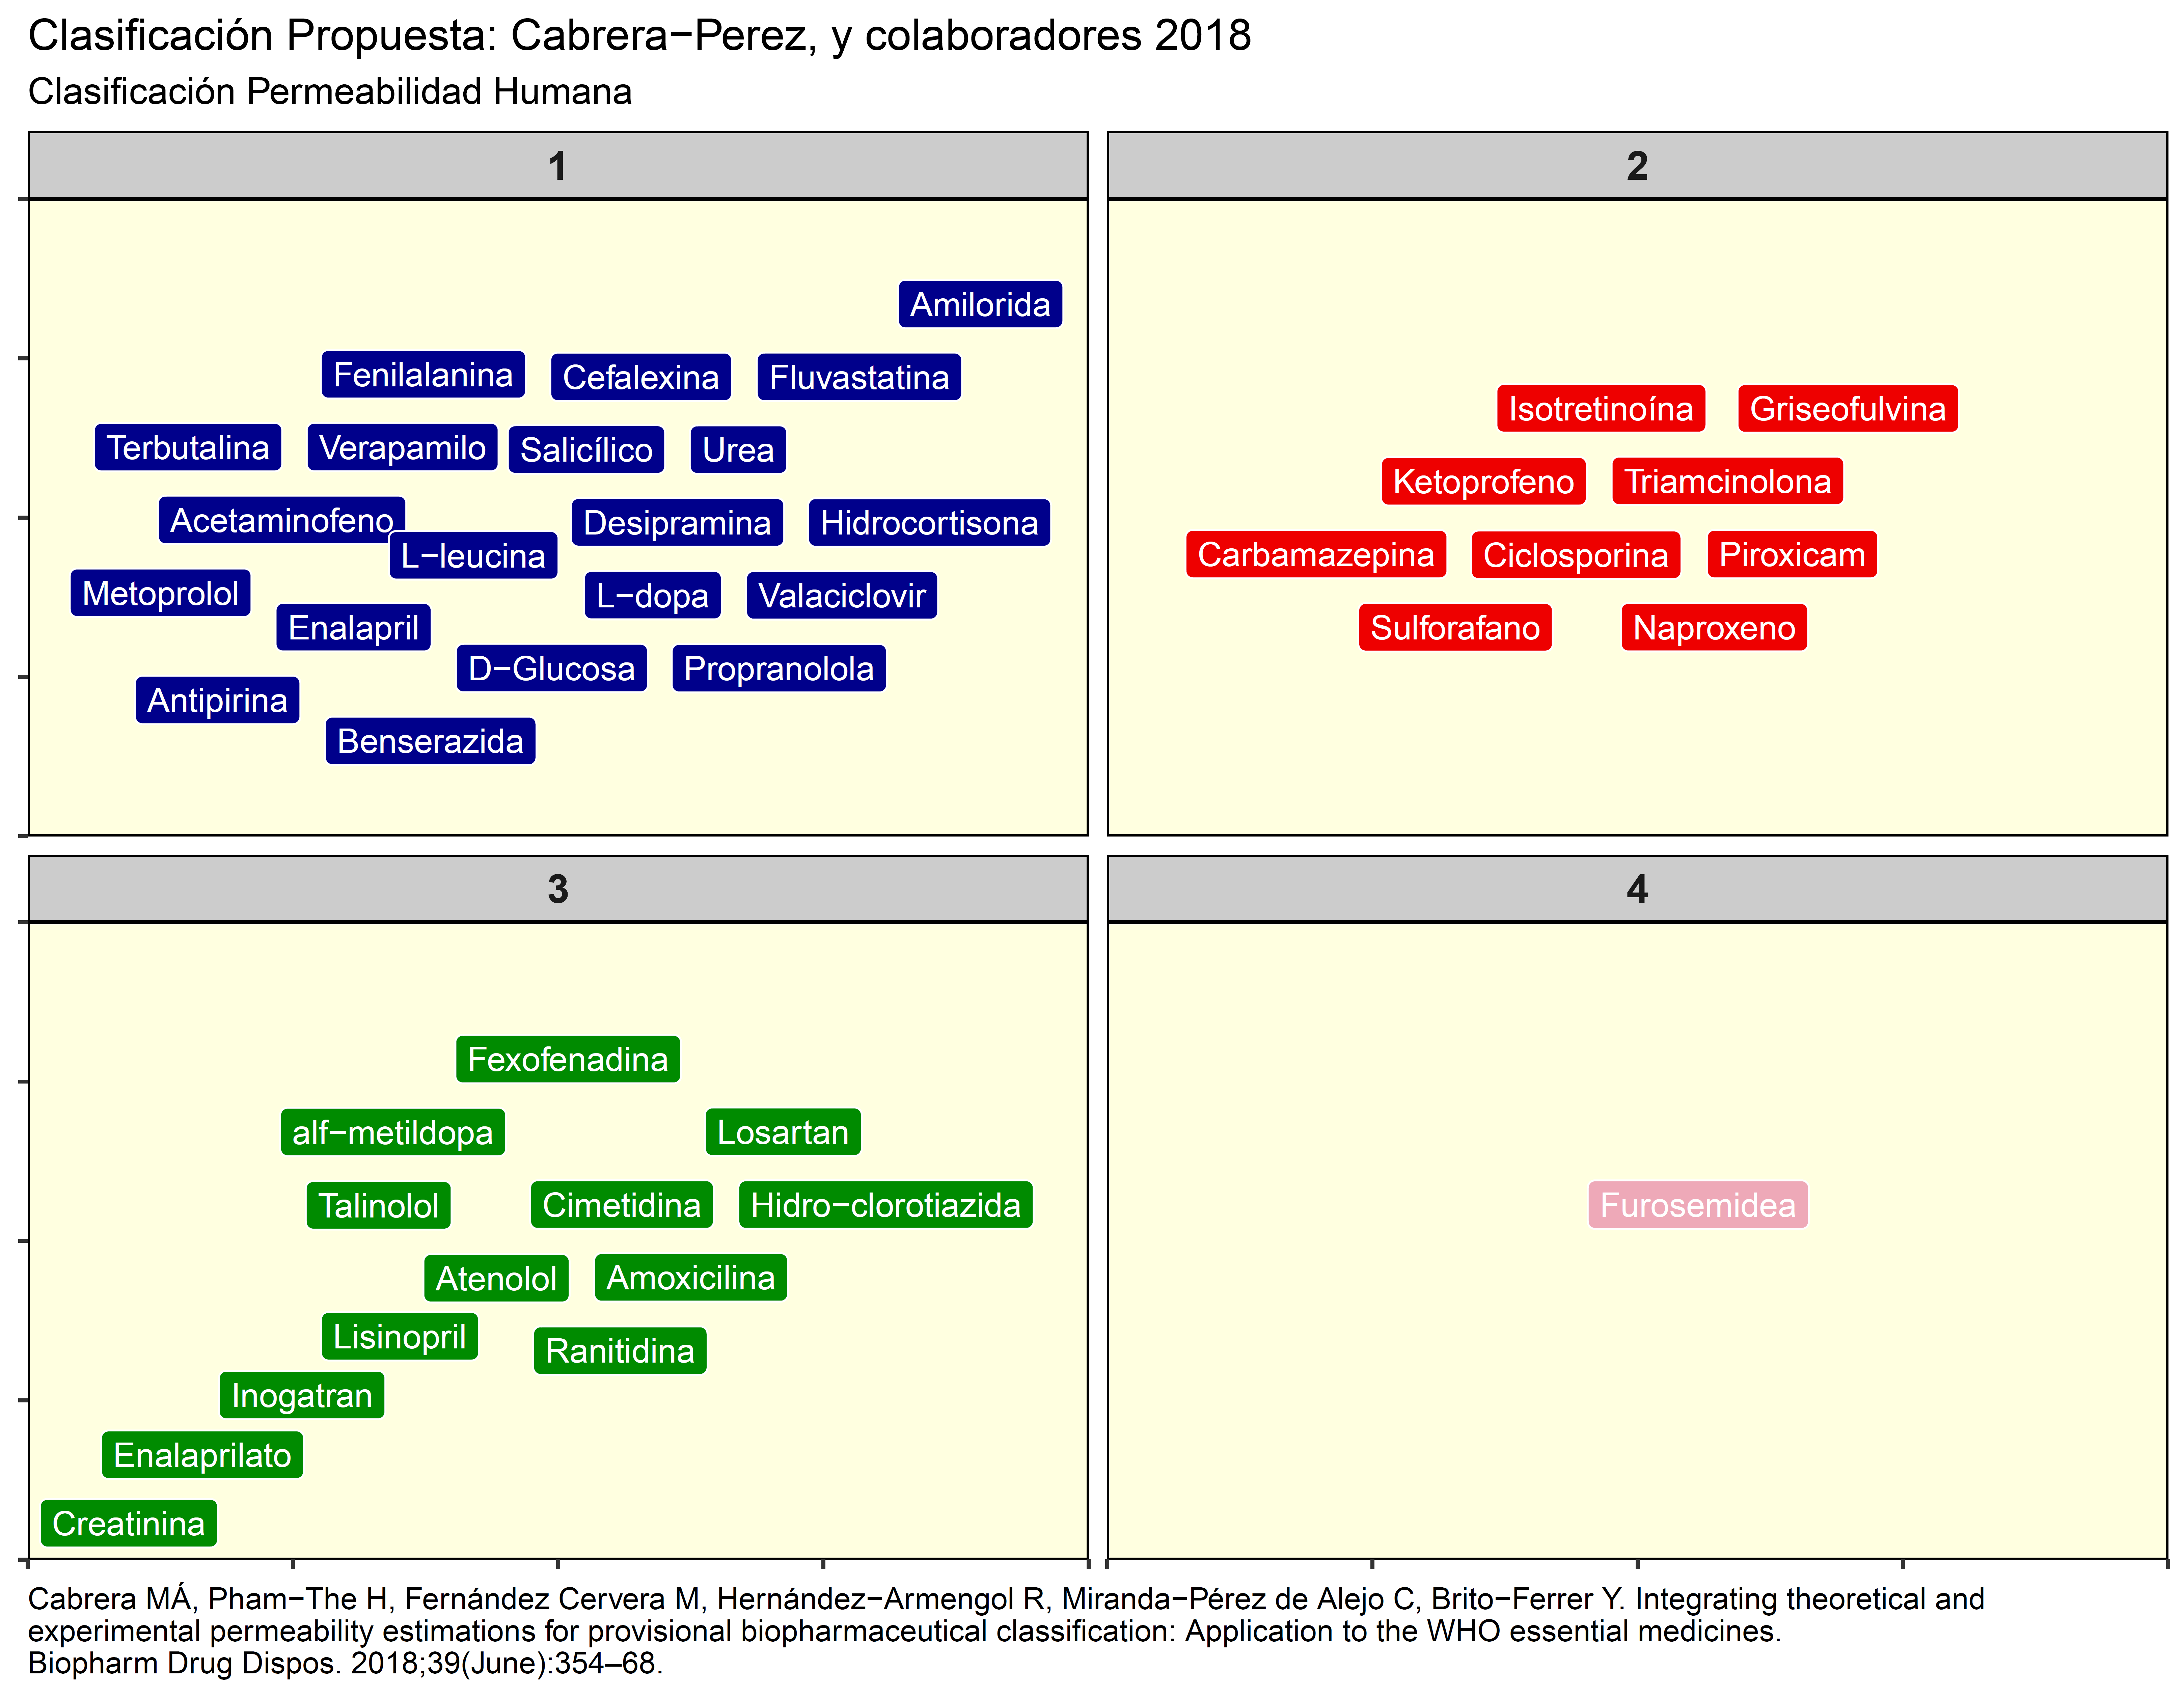 Clasificación Propuesta: Cabrera−Perez, y colaboradores 2018
Clasificación Permeabilidad Humana
1
Amilorida
Fenilalanina
Cefalexina
Fluvastatina
Terbutalina
Verapamilo
Salicílico
Urea
Acetaminofeno
Desipramina
Hidrocortisona
L−leucina
Metoprolol
L−dopa
Valaciclovir
Enalapril
D−Glucosa
Propranolola
Antipirina
Benserazida
2
Isotretinoína
Griseofulvina
Ketoprofeno
Triamcinolona
Carbamazepina
Ciclosporina
Piroxicam
Sulforafano
Naproxeno
3
Fexofenadina
alf−metildopa
Losartan
Talinolol
Cimetidina
Hidro−clorotiazida
Atenolol
Amoxicilina
Lisinopril
Ranitidina
Inogatran
Enalaprilato
Creatinina
4
Furosemidea
Cabrera MÁ, Pham−The H, Fernández Cervera M, Hernández−Armengol R, Miranda−Pérez de Alejo C, Brito−Ferrer Y. Integrating theoretical and
experimental permeability estimations for provisional biopharmaceutical classification: Application to the WHO essential medicines.
Biopharm Drug Dispos. 2018;39(June):354–68.